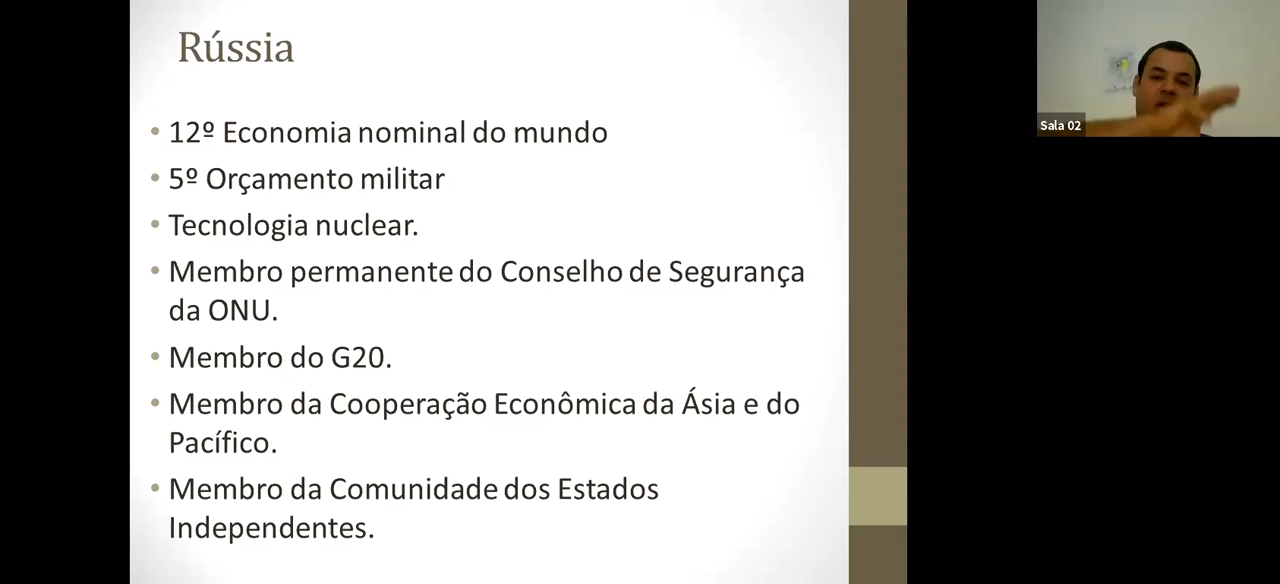 Rússia
• 12º Economia nominal do mundo
• 5º Orçamento militar
• Tecnologia nuclear.
• Membro permanente do Conselho de Segurança
da ONU.
• Membro do G20.
• Membro da Cooperação Econômica da Ásia e do
Pacífico.
• Membro da Comunidade dos Estados
Independentes.
Sala 02